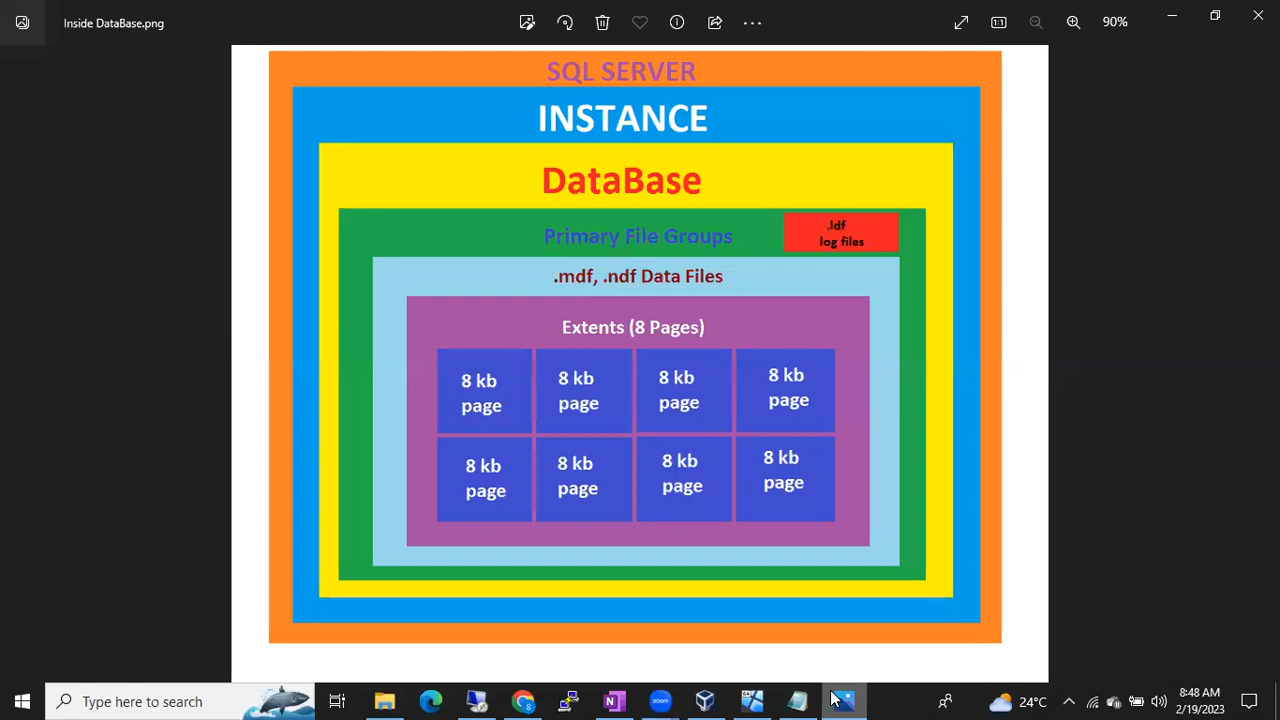 Inside DataBase.png
90%
SQL SERVER
INSTANCE
DataBase
Primary File Groups
.ldf
log files
.mdf, .ndf Data Files
Extents (8 Pages)
8 kb
page
8 kb
page
8 kb
page
8 kb
page
8 kb
page
8 kb
page
8 kb
page
8 kb
page
Type here to search
zoom
24°C
8:48 AM
2/19/2023